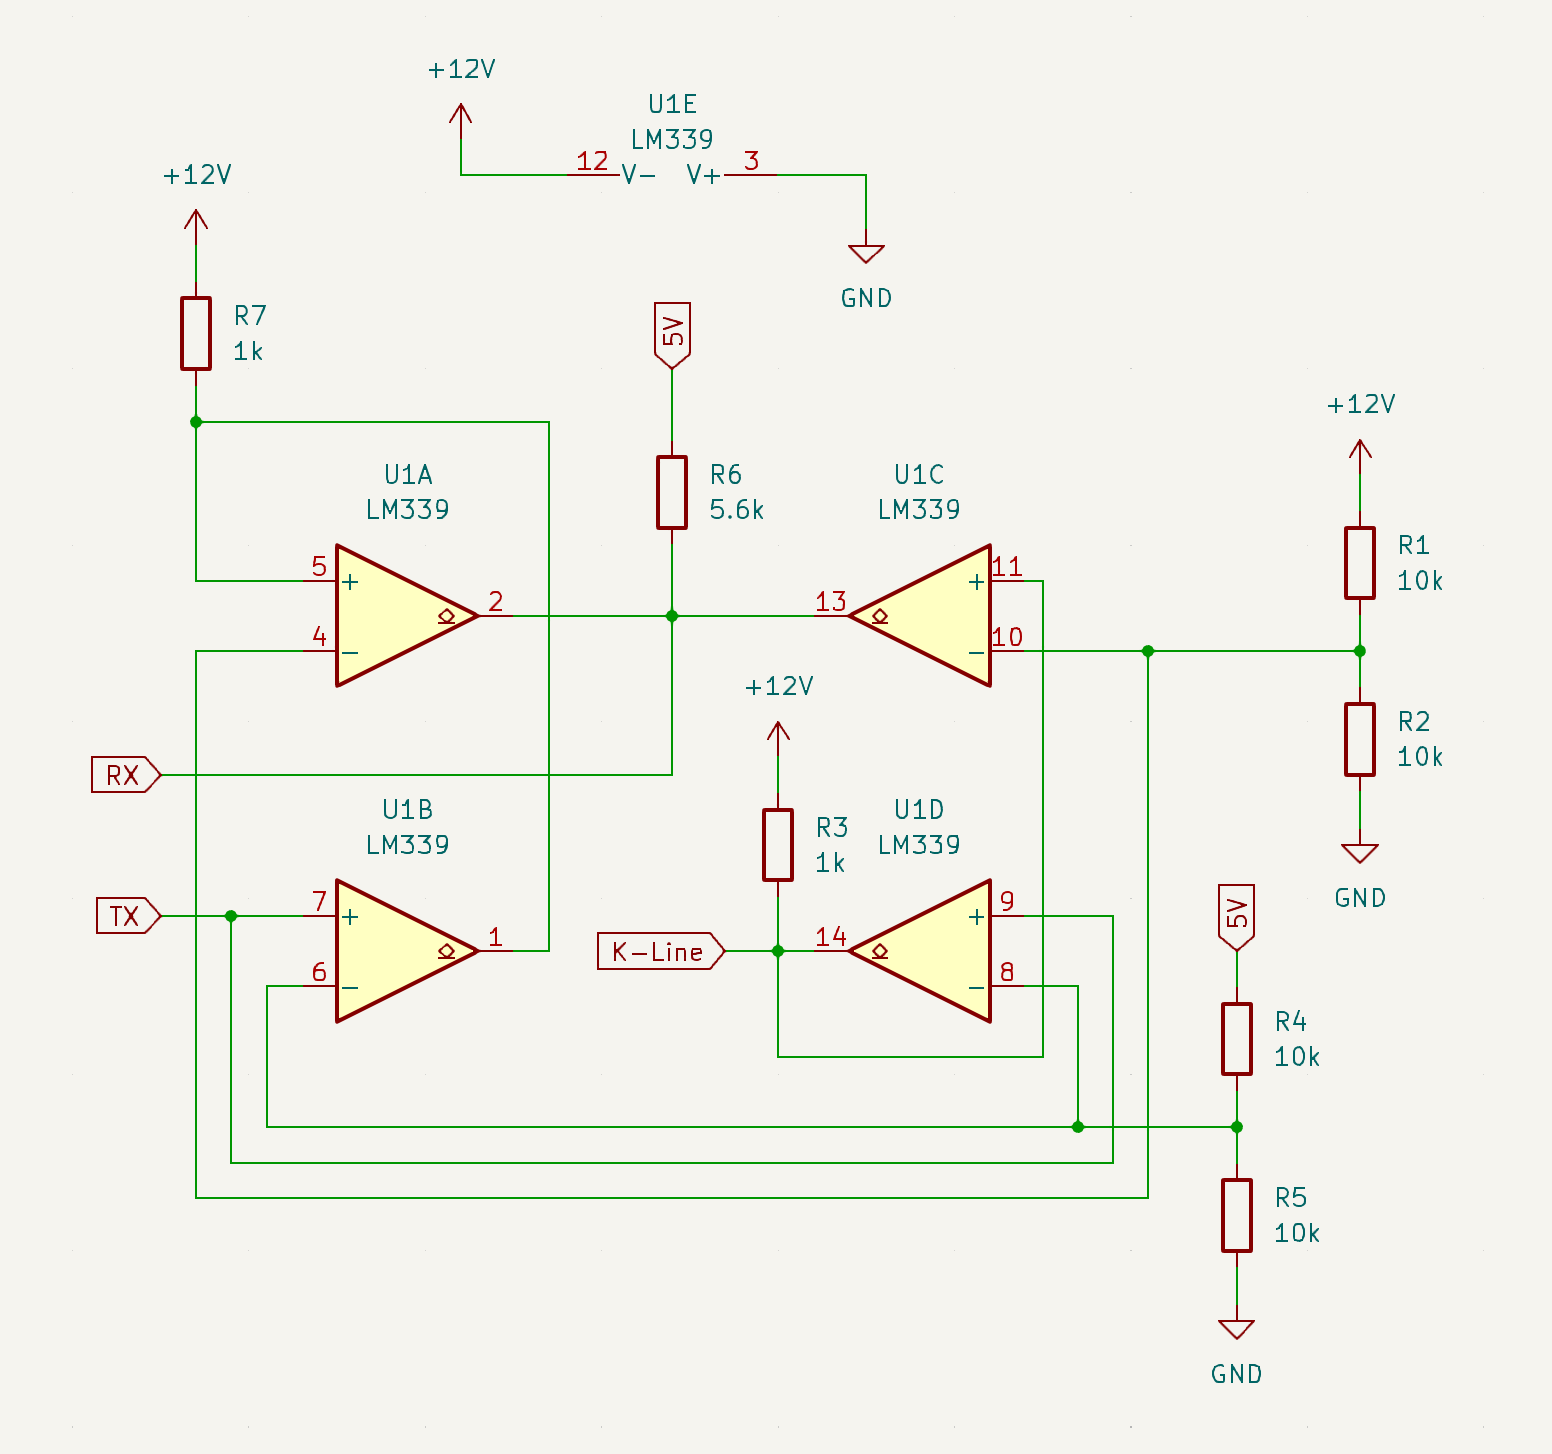 +12V
U1E
LM339
12 V- V+ 3
+12V
GND
R7
1k
5V
+12V
U1A
LM339
R6
5.6k
U1C
LM339
R1
10k
5 +
2
4 -
13
11 +
10 -
+12V
R2
10k
RX
U1B
LM339
R3
1k
U1D
LM339
GND
5V
TX
7 +
1
6 -
K-Line
14
9 +
8 -
R4
10k
R5
10k
GND